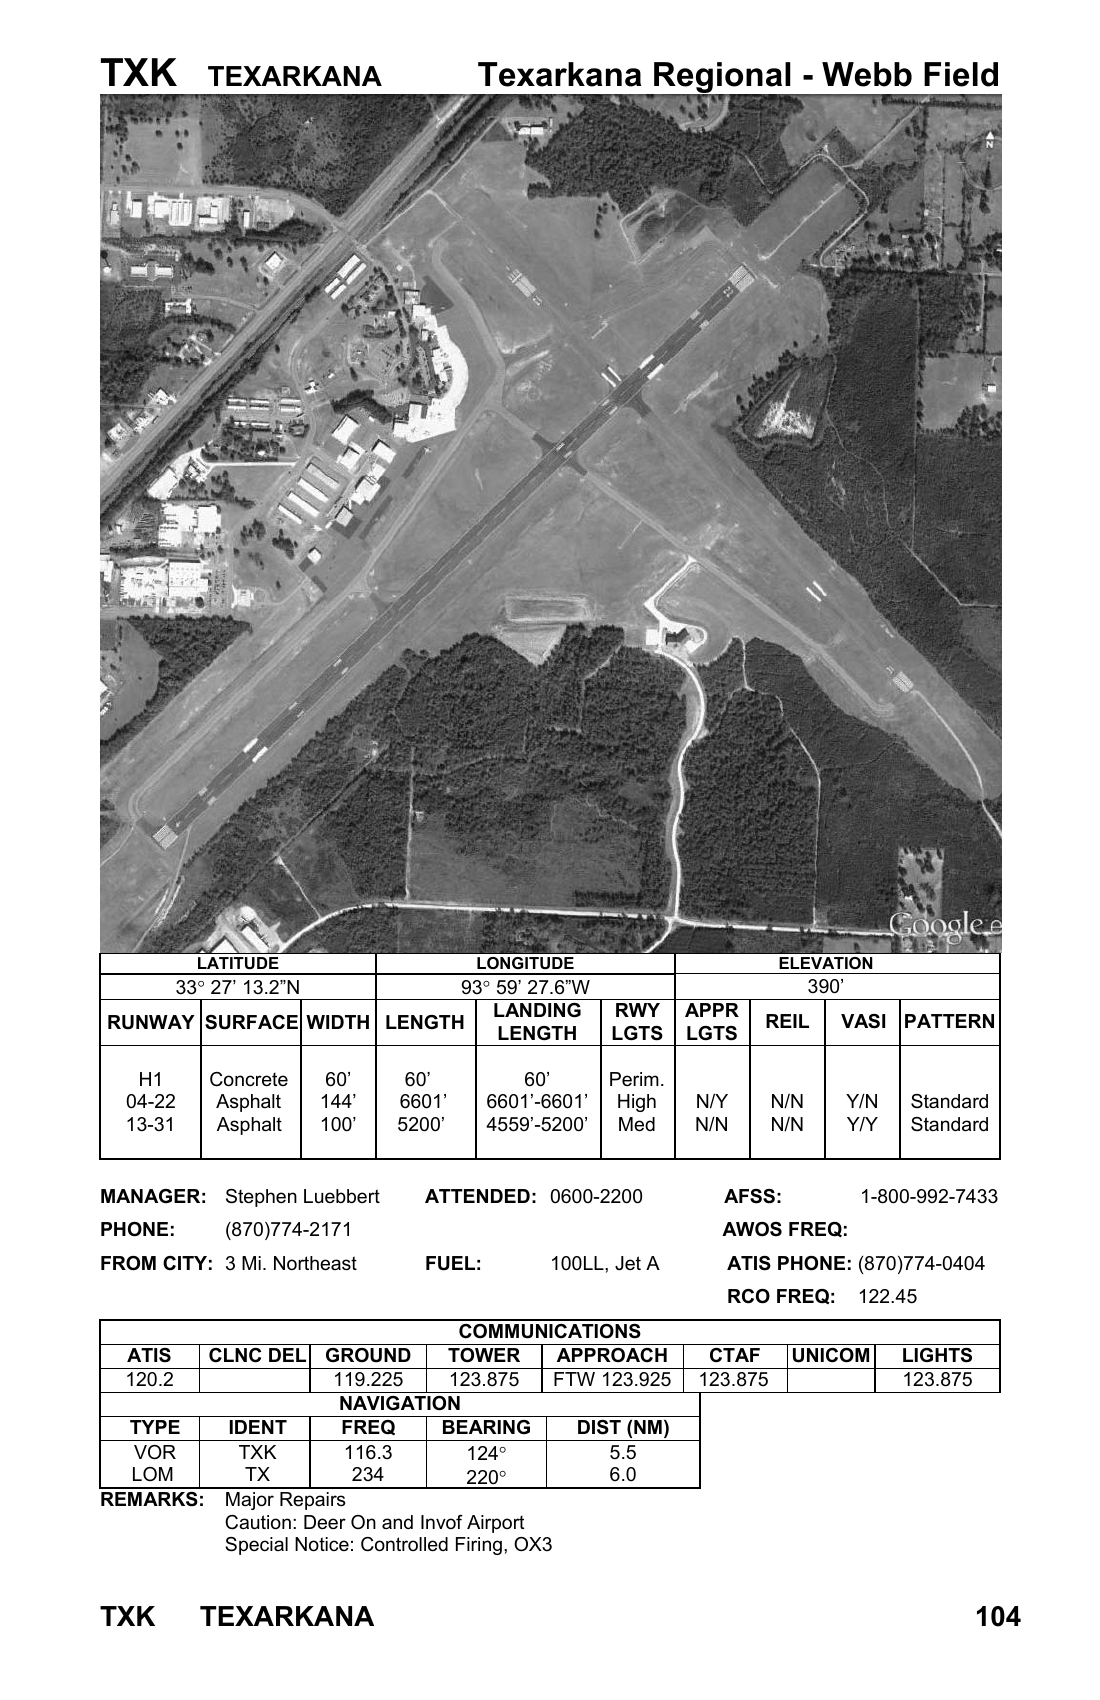 TXK TEXARKANA Texarkana Regional - Webb Field
N
22
Google e
LATITUDE LONGITUDE ELEVATION
33° 27’ 13.2”N 93° 59’ 27.6”W 390’
RUNWAY SURFACE WIDTH LENGTH LANDING LENGTH RWY LGTS APPR LGTS REIL VASI PATTERN
H1 Concrete 60’ 60’ 60’ Perim.
04-22 Asphalt 144’ 6601’ 6601’-6601’ High N/Y N/N Y/N Standard
13-31 Asphalt 100’ 5200’ 4559’-5200’ Med N/N N/N Y/Y Standard
MANAGER: Stephen Luebbert ATTENDED: 0600-2200 AFSS: 1-800-992-7433
PHONE: (870)774-2171 AWOS FREQ:
FROM CITY: 3 Mi. Northeast FUEL: 100LL, Jet A ATIS PHONE: (870)774-0404
RCO FREQ: 122.45
COMMUNICATIONS
ATIS CLNC DEL GROUND TOWER APPROACH CTAF UNICOM LIGHTS
120.2 119.225 123.875 FTW 123.925 123.875 123.875
NAVIGATION
TYPE IDENT FREQ BEARING DIST (NM)
VOR TXK 116.3 124° 5.5
LOM TX 234 220° 6.0
REMARKS: Major Repairs
Caution: Deer On and Invof Airport
Special Notice: Controlled Firing, OX3
TXK TEXARKANA 104